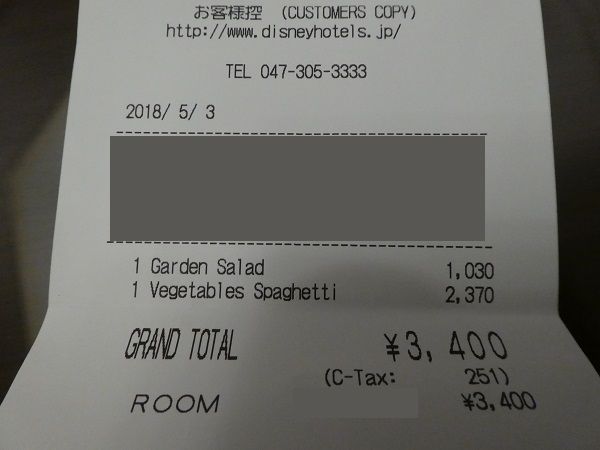 お客様控 (CUSTOMERS COPY)
http://www.disneyhotels.jp/
TEL 047-305-3333
2018/ 5/ 3
1 Garden Salad 1,030
1 Vegetables Spaghetti 2,370
GRAND TOTAL ¥3,400
(C-Tax: 251)
ROOM ¥3,400